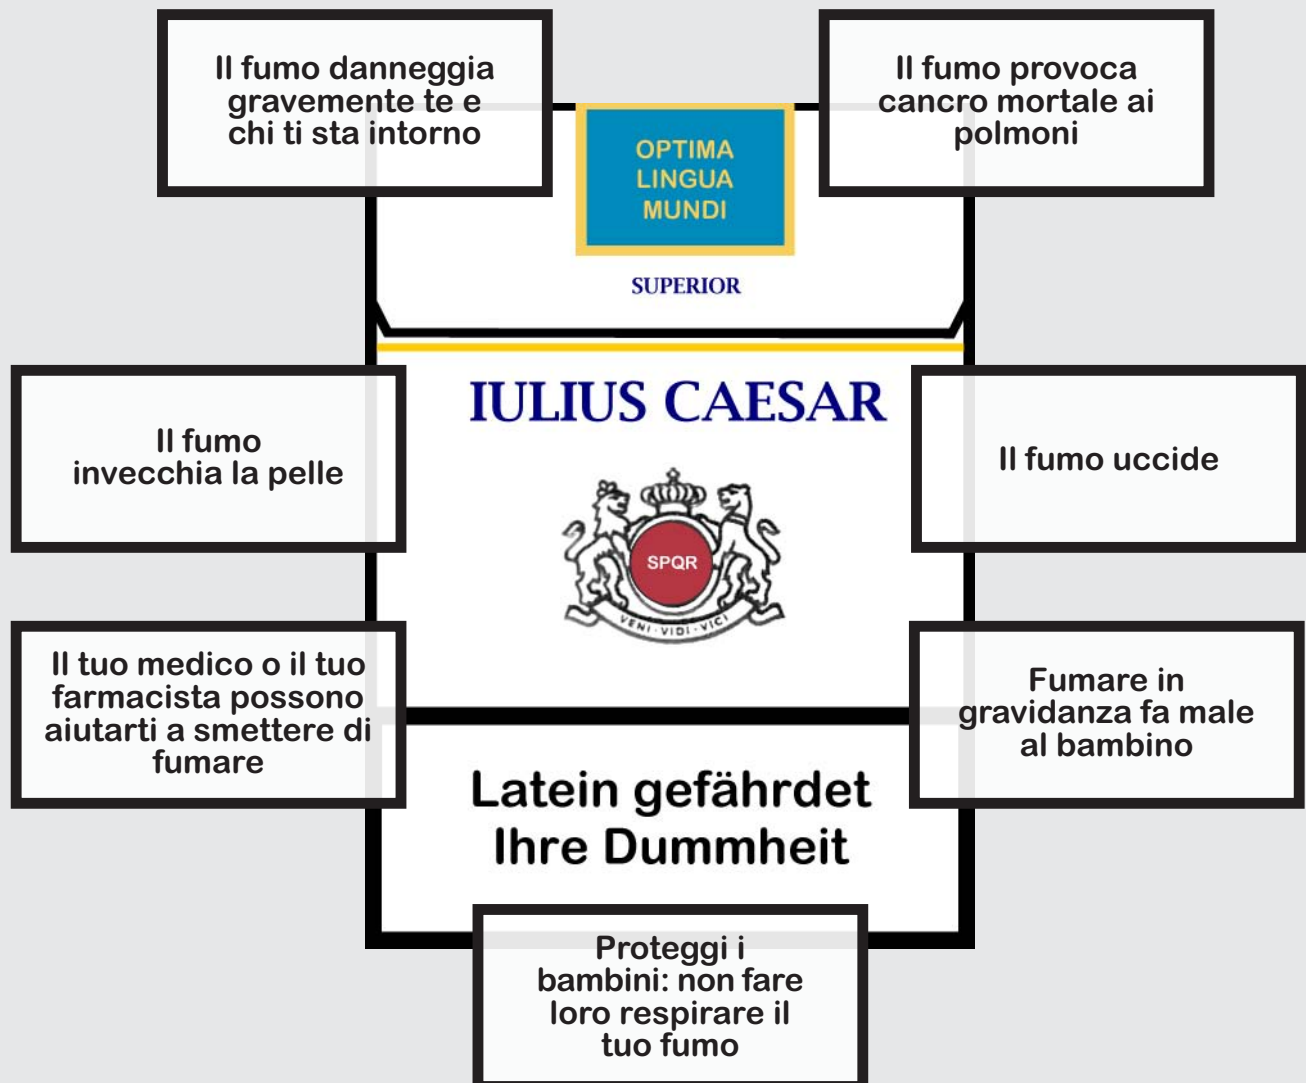 Il fumo danneggia
gravemente te e
chi ti sta intorno
Il fumo provoca
cancro mortale ai
polmoni
OPTIMA
LINGUA
MUNDI
SUPERIOR
IULIUS CAESAR
Il fumo
invecchia la pelle
Il fumo uccide
SPQR
VENI·VIDI·VICI
Il tuo medico o il tuo
farmacista possono
aiutarti a smettere di
fumare
Fumare in
gravidanza fa male
al bambino
Latein gefährdet
Ihre Dummheit
Proteggi i
bambini: non fare
loro respirare il
tuo fumo